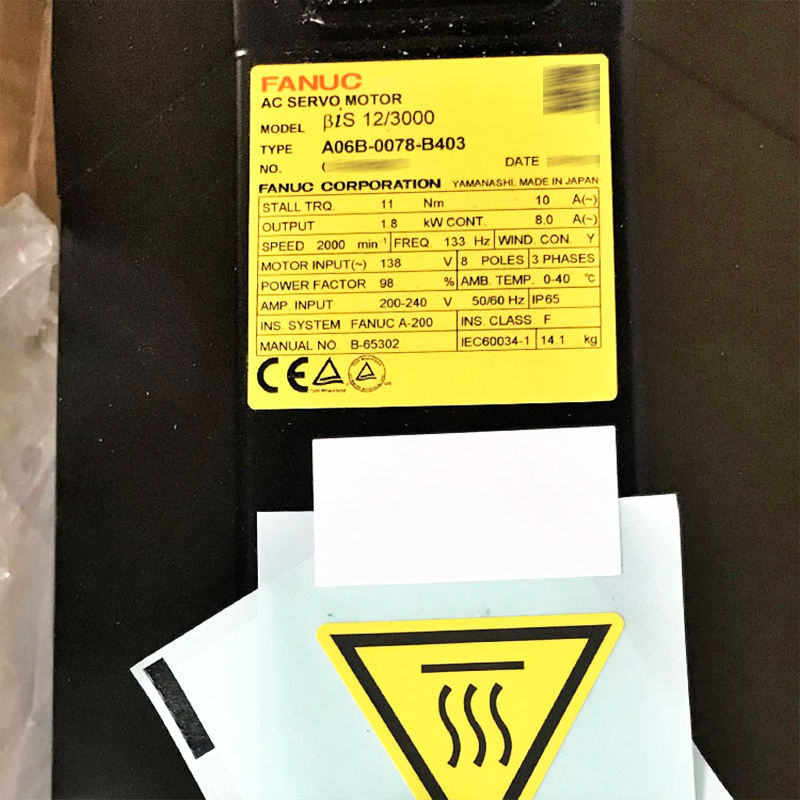 FANUC
AC SERVO MOTOR
MODEL βiS 12/3000
TYPE A06B-0078-B403
NO. DATE
FANUC CORPORATION YAMANASHI, MADE IN JAPAN
STALL TRQ. 11 Nm 10 A(~)
OUTPUT 1.8 kW CONT. 8.0 A(~)
SPEED 2000 min⁻¹ FREQ. 133 Hz WIND. CON. Y
MOTOR INPUT(~) 138 V 8 POLES 3 PHASES
POWER FACTOR 98 % AMB. TEMP. 0-40 ℃
AMP. INPUT 200-240 V 50/60 Hz IP65
INS. SYSTEM FANUC A-200 INS. CLASS F
MANUAL NO. B-65302 IEC60034-1 14.1 kg
CE